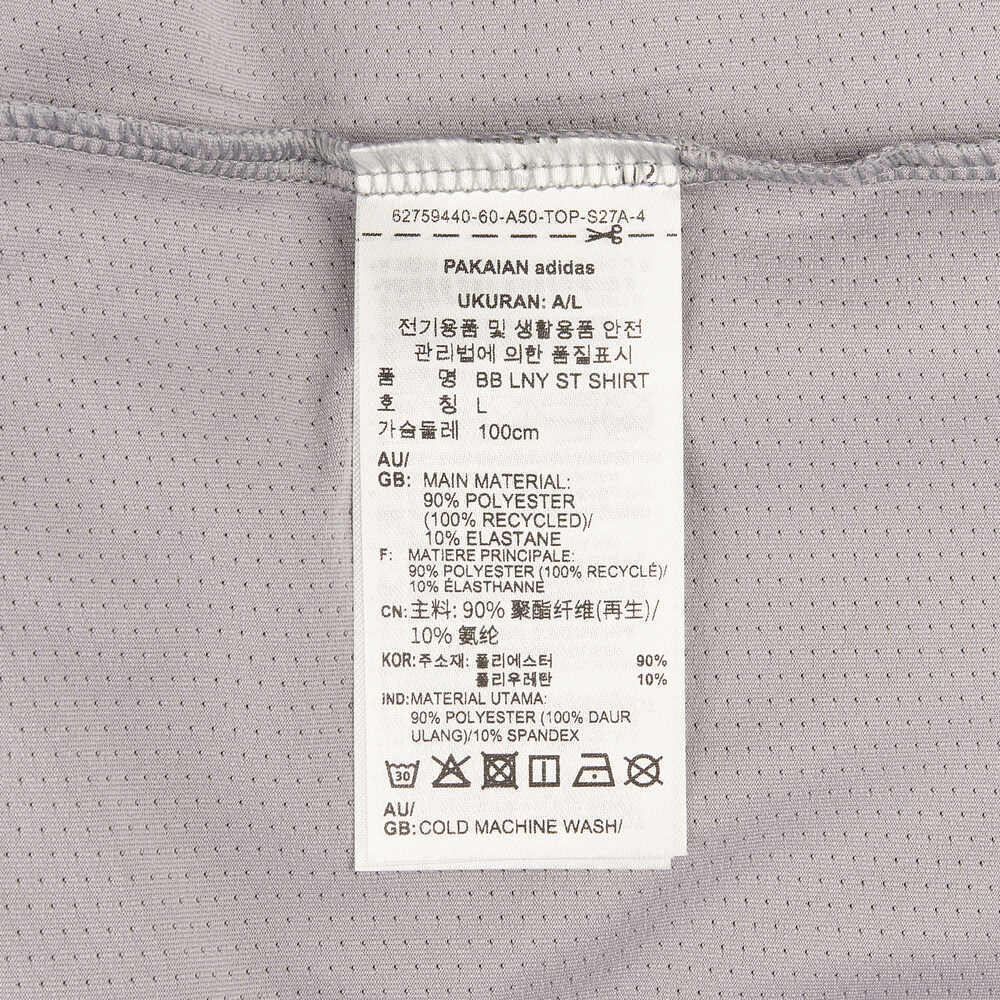 1/2
62759440-60-A50-TOP-S27A-4
PAKAIAN adidas
UKURAN: A/L
전기용품 및 생활용품 안전
관리법에 의한 품질표시
품 명 BB LNY ST SHIRT
호 칭 L
가슴둘레 100cm
AU/
GB: MAIN MATERIAL:
90% POLYESTER
(100% RECYCLED)/
10% ELASTANE
F: MATIERE PRINCIPALE:
90% POLYESTER (100% RECYCLÉ)/
10% ÉLASTHANNE
CN: 主料: 90% 聚酯纤维(再生)/
10% 氨纶
KOR: 주소재: 폴리에스터 90%
폴리우레탄 10%
IND: MATERIAL UTAMA:
90% POLYESTER (100% DAUR
ULANG)/10% SPANDEX
30
AU/
GB: COLD MACHINE WASH/